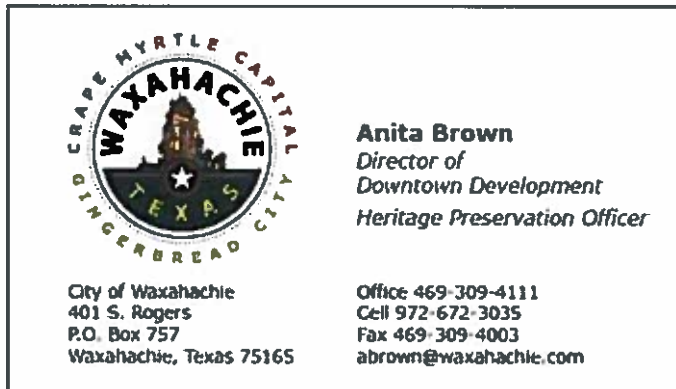 CRAPE MYRTLE CAPITAL
WAXAHACHIE
TEXAS
GINGERBREAD CITY
Anita Brown
Director of
Downtown Development
Heritage Preservation Officer
City of Waxahachie
401 S. Rogers
P.O. Box 757
Waxahachie, Texas 75165
Office 469-309-4111
Cell 972-672-3035
Fax 469-309-4003
abrown@waxahachie.com